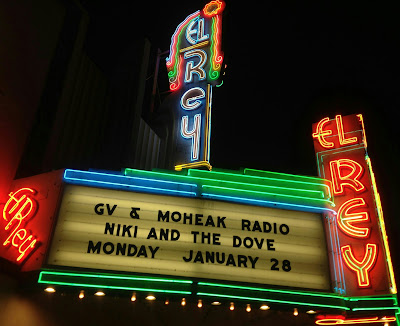 EL
REY
EL
REY
GV & MOHEAK RADIO
NIKI AND THE DOVE
MONDAY JANUARY 28
EL
REY